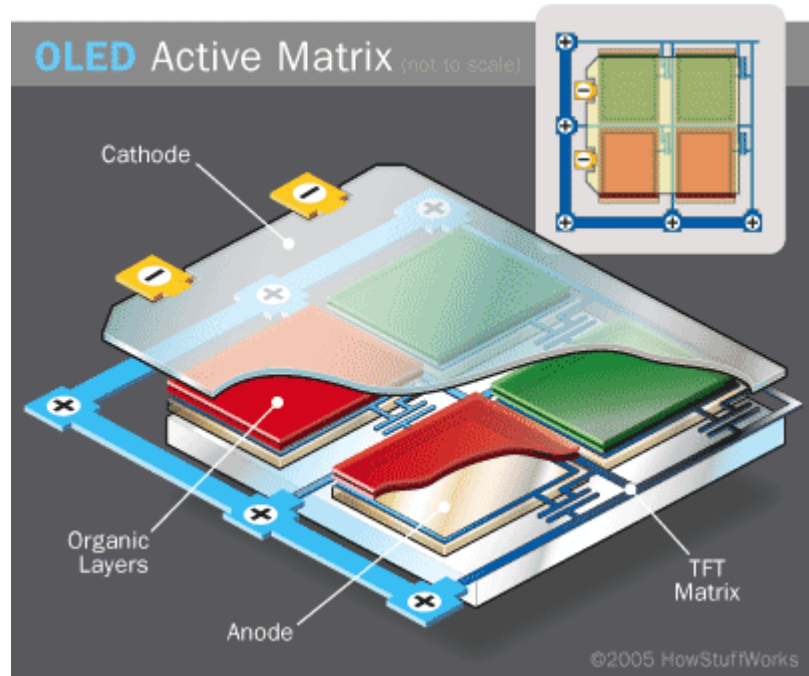 OLED Active Matrix (not to scale)
Cathode
Organic
Layers
Anode
TFT
Matrix
©2005 HowStuffWorks